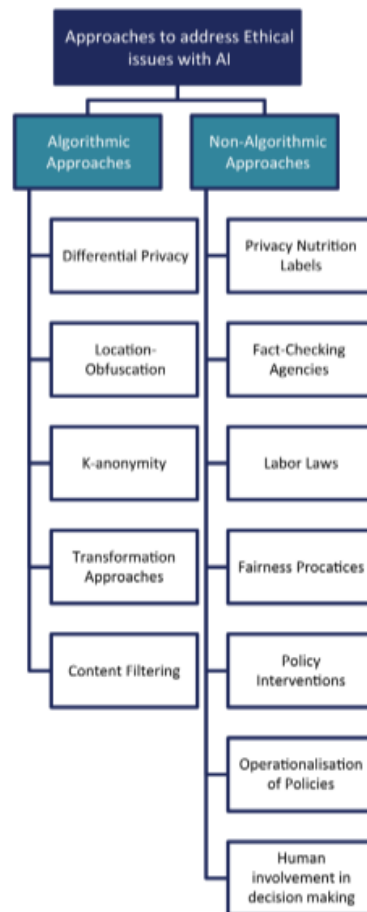 Approaches to address Ethical
issues with AI
Algorithmic
Approaches
Non-Algorithmic
Approaches
Differential Privacy
Location-
Obfuscation
K-anonymity
Transformation
Approaches
Content Filtering
Privacy Nutrition
Labels
Fact-Checking
Agencies
Labor Laws
Fairness Procatices
Policy
Interventions
Operationalisation
of Policies
Human
involvement in
decision making